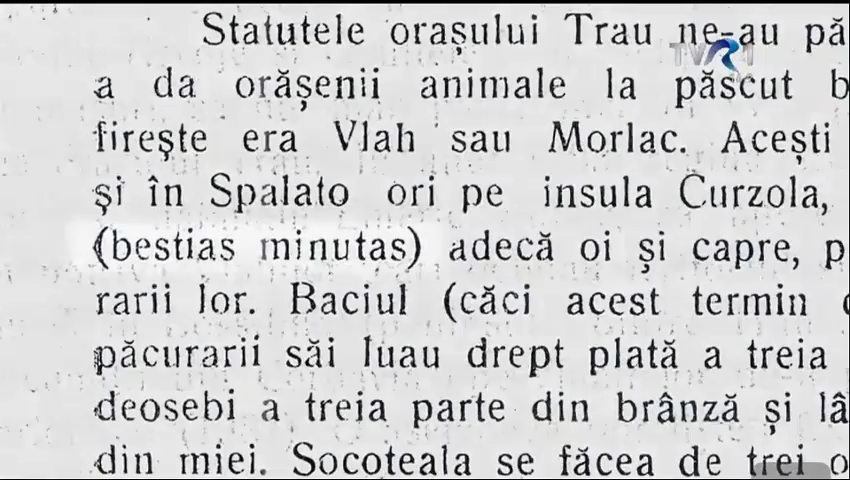 Statutele orașului Trau ne-au pă
a da orășenii animale la păscut b
firește era Vlah sau Morlac. Acești
și în Spalato ori pe insula Curzola,
(bestias minutas) adecă oi și capre, p
rarii lor. Baciul (căci acest termin
păcurarii săi luau drept plată a treia
deosebi a treia parte din brânză și lâ
din miei. Socoteala se făcea de trei o
TVR1